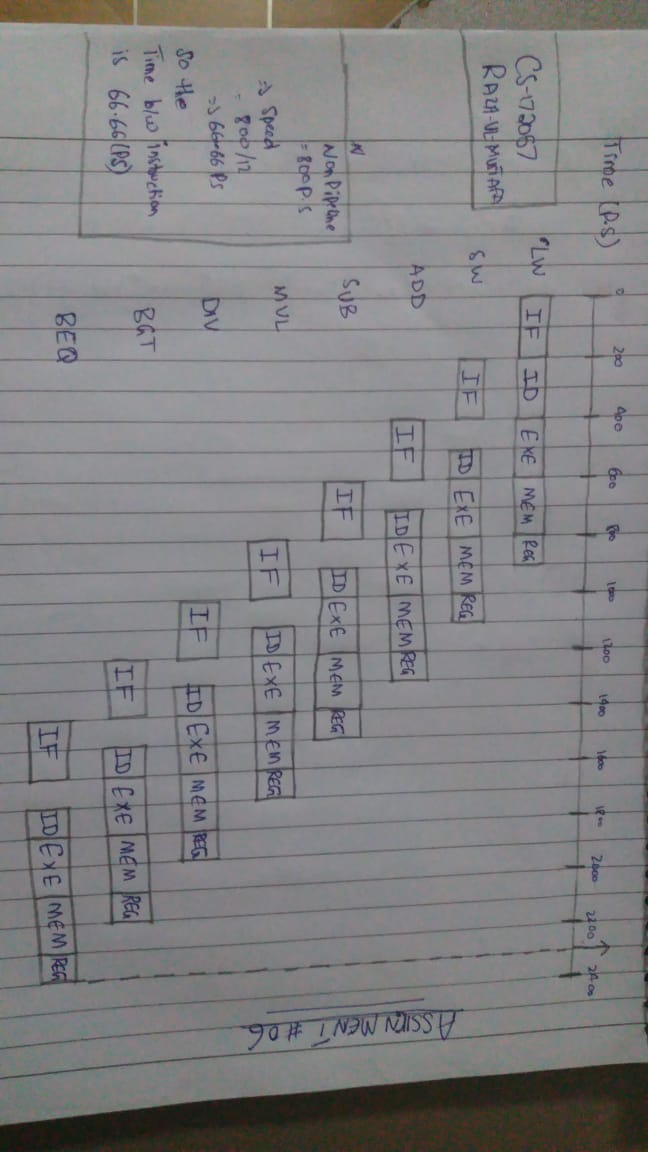 ASSIGNMENT #06
CS-172057
RAZA-UL-MUSTAFA
Time (P.S)
0 200 400 600 800 1000 1200 1400 1600 1800 2000 2200 2400
LW IF ID EXE MEM REG
SW IF ID EXE MEM REG
ADD IF ID EXE MEM REG
SUB IF ID EXE MEM REG
MUL IF ID EXE MEM REG
DIV IF ID EXE MEM REG
BGT IF ID EXE MEM REG
BEQ IF ID EXE MEM REG
Non Pipeline
= 800 P.S
=> Speed
= 800/12
=> 66.66 Ps
So the
Time b/w instruction
is 66.66(PS)